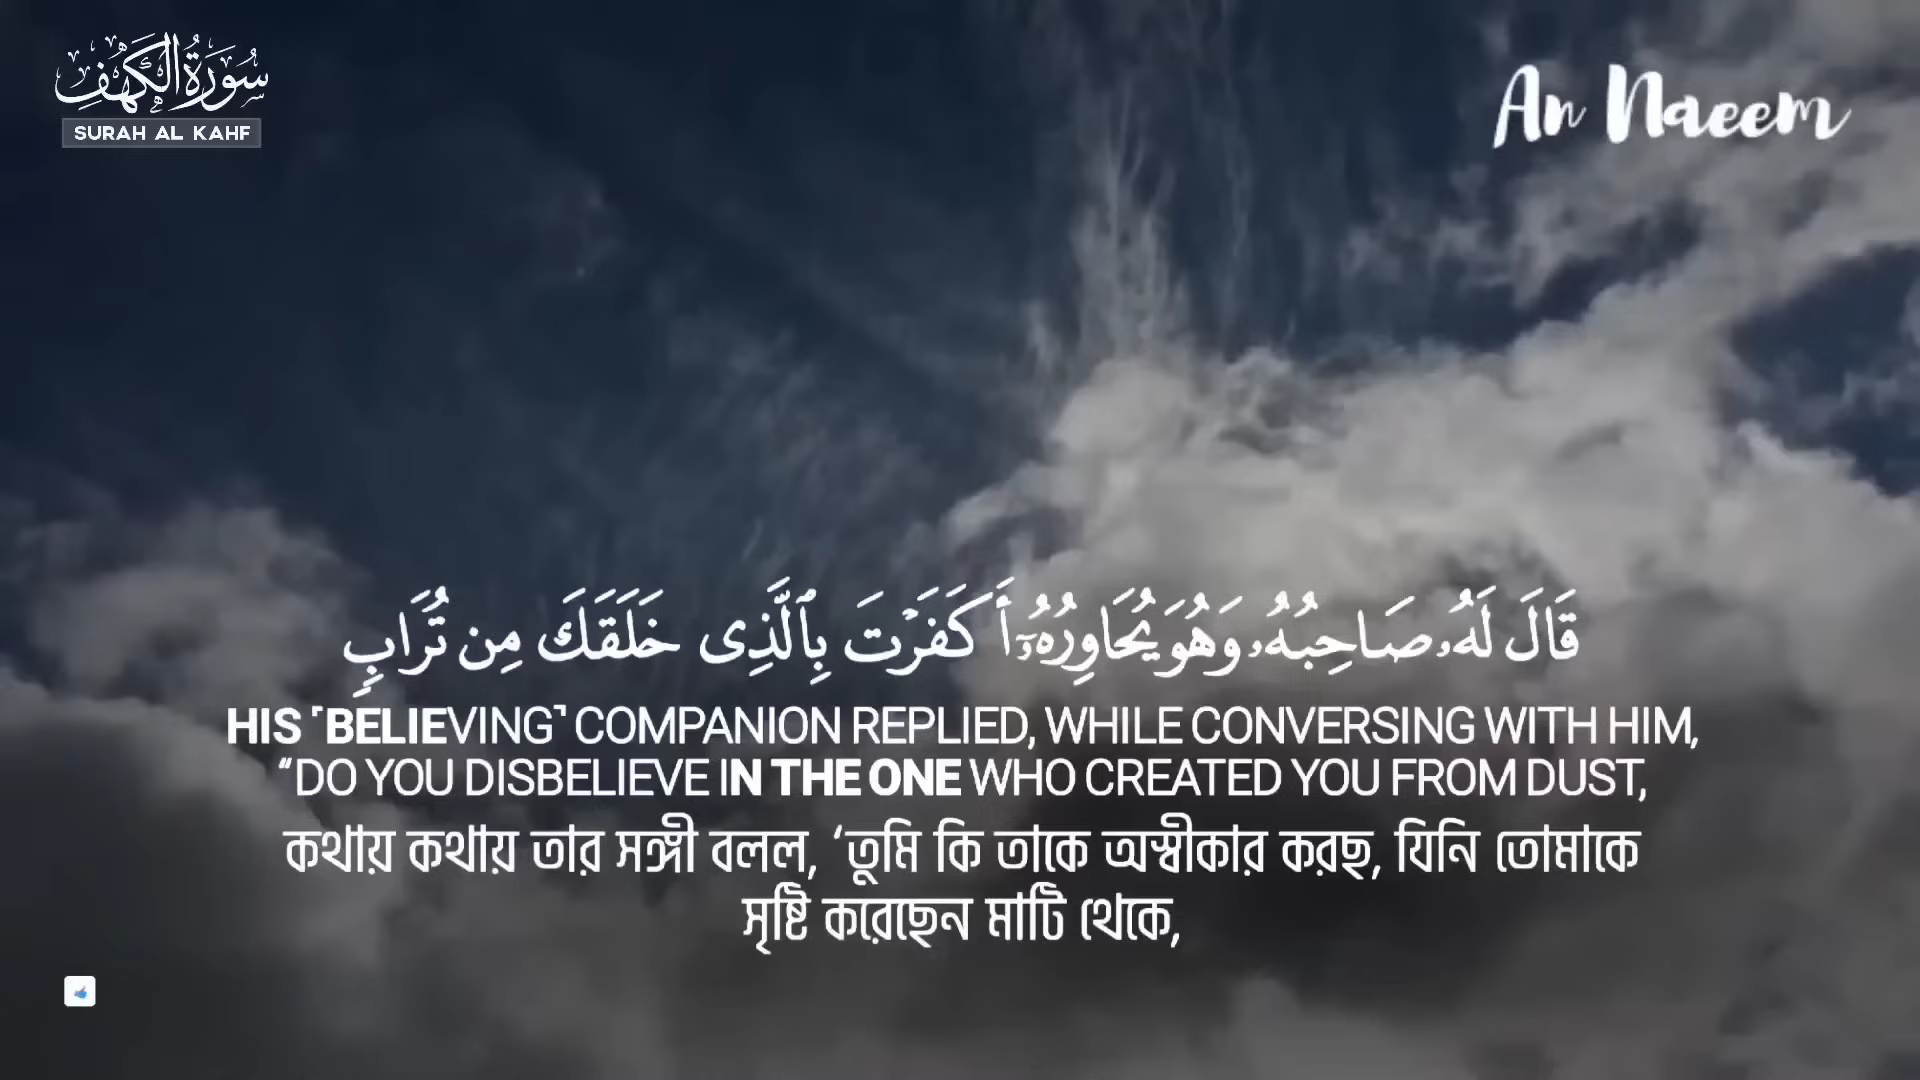 سُورَةُ الكَهْفِ
SURAH AL KAHF
An Naeem
قَالَ لَهُۥ صَاحِبُهُۥ وَهُوَ يُحَاوِرُهُۥٓ أَكَفَرْتَ بِٱلَّذِى خَلَقَكَ مِن تُرَابٍ
HIS ˹BELIEVING˺ COMPANION REPLIED, WHILE CONVERSING WITH HIM,
“DO YOU DISBELIEVE IN THE ONE WHO CREATED YOU FROM DUST,
কথায় কথায় তার সঙ্গী বলল, ‘তুমি কি তাকে অস্বীকার করছ, যিনি তোমাকে
সৃষ্টি করেছেন মাটি থেকে,